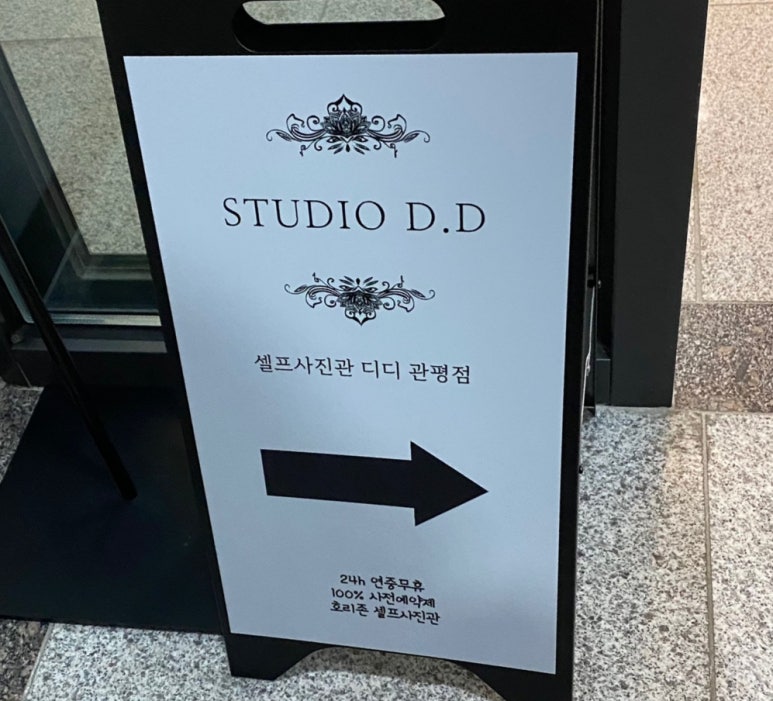 STUDIO D.D
셀프사진관 디디 관평점
24h 연중무휴
100% 사전예약제
호리존 셀프사진관